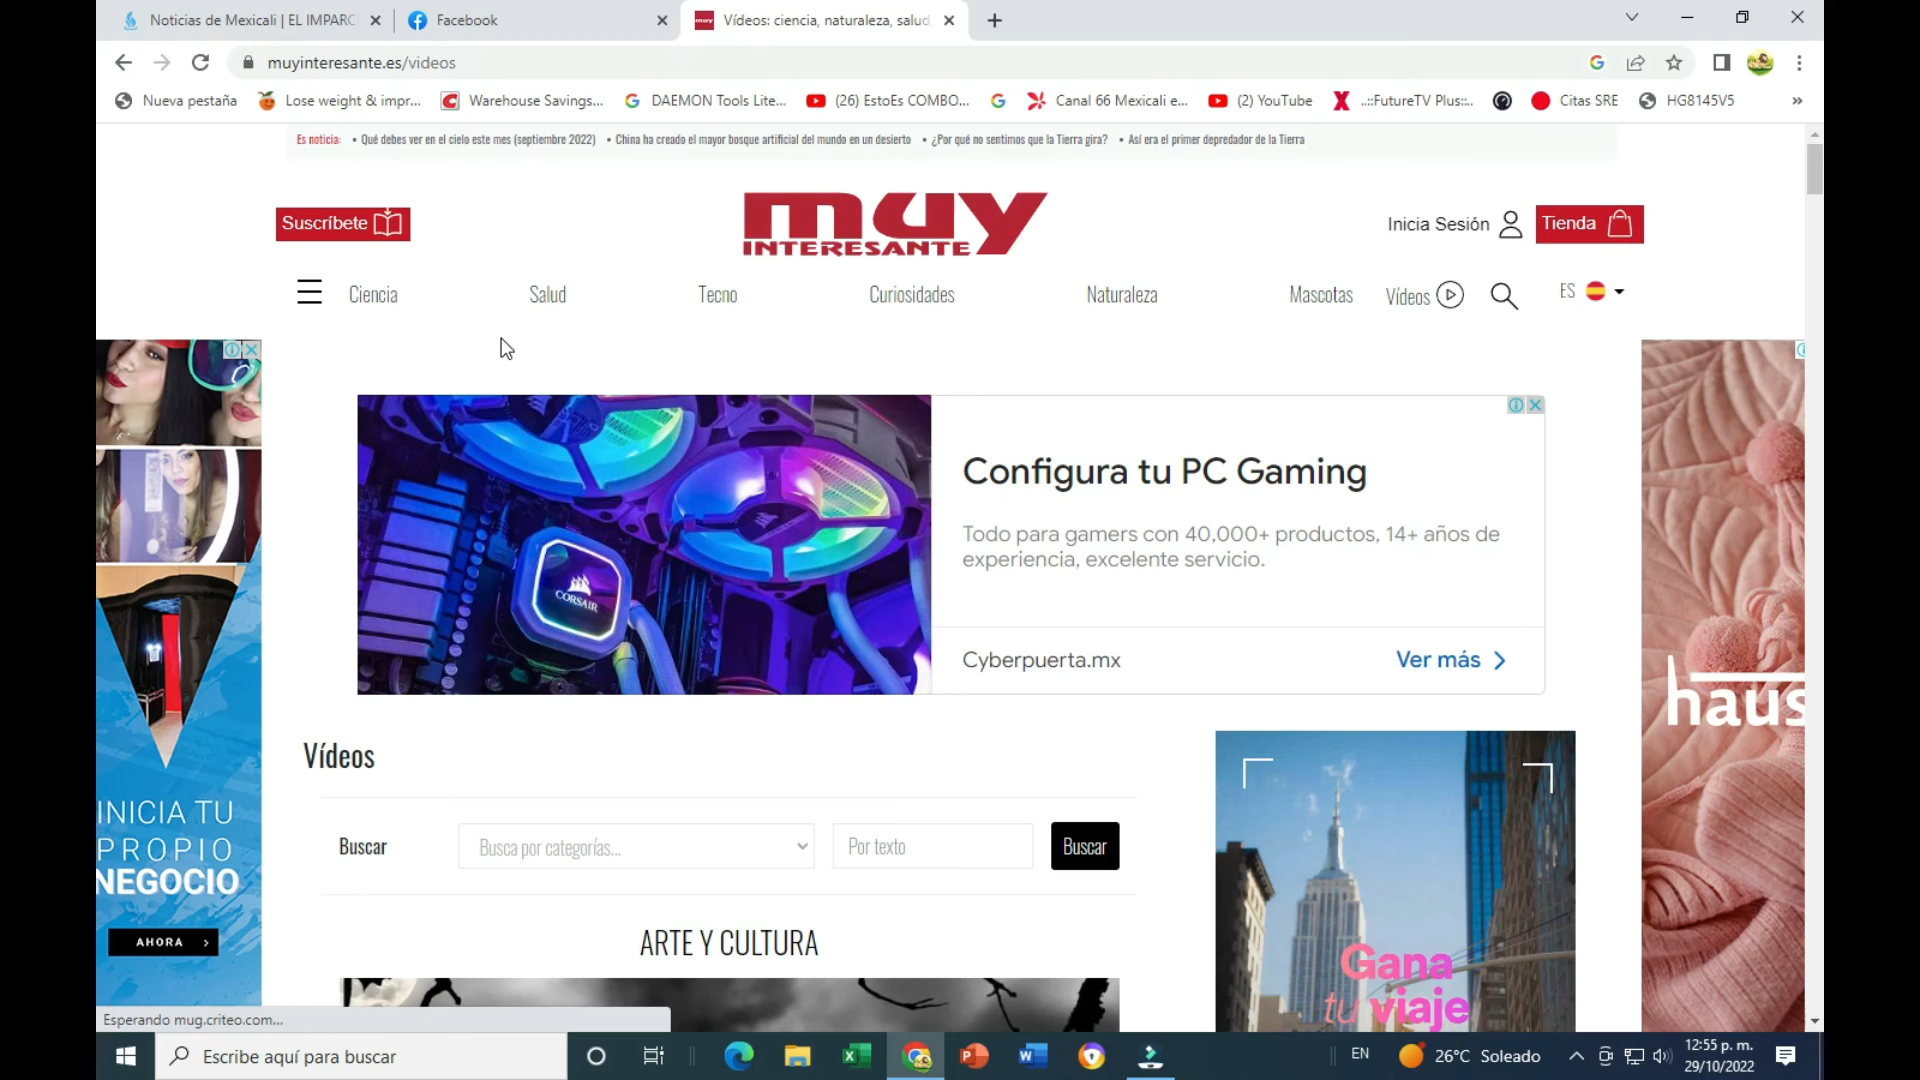 Noticias de Mexicali | EL IMPARC
Facebook
Vídeos: ciencia, naturaleza, salud
muyinteresante.es/videos
Nueva pestaña
Lose weight & impr...
Warehouse Savings...
DAEMON Tools Lite...
(26) EstoEs COMBO...
Canal 66 Mexicali e...
(2) YouTube
..::FutureTV Plus::..
Citas SRE
HG8145V5
»
Es noticia: • Qué debes ver en el cielo este mes (septiembre 2022) • China ha creado el mayor bosque artificial del mundo en un desierto • ¿Por qué no sentimos que la Tierra gira? • Así era el primer depredador de la Tierra
Suscríbete
muy
INTERESANTE
Inicia Sesión
Tienda
Ciencia
Salud
Tecno
Curiosidades
Naturaleza
Mascotas
Vídeos
ES
Configura tu PC Gaming
Todo para gamers con 40,000+ productos, 14+ años de
experiencia, excelente servicio.
CORSAIR
Cyberpuerta.mx
Ver más
haus
INICIA TU
PROPIO
NEGOCIO
AHORA
Vídeos
Buscar
Busca por categorías...
Por texto
Buscar
ARTE Y CULTURA
Gana
tu viaje
Esperando mug.criteo.com...
Escribe aquí para buscar
EN
26°C Soleado
12:55 p. m.
29/10/2022